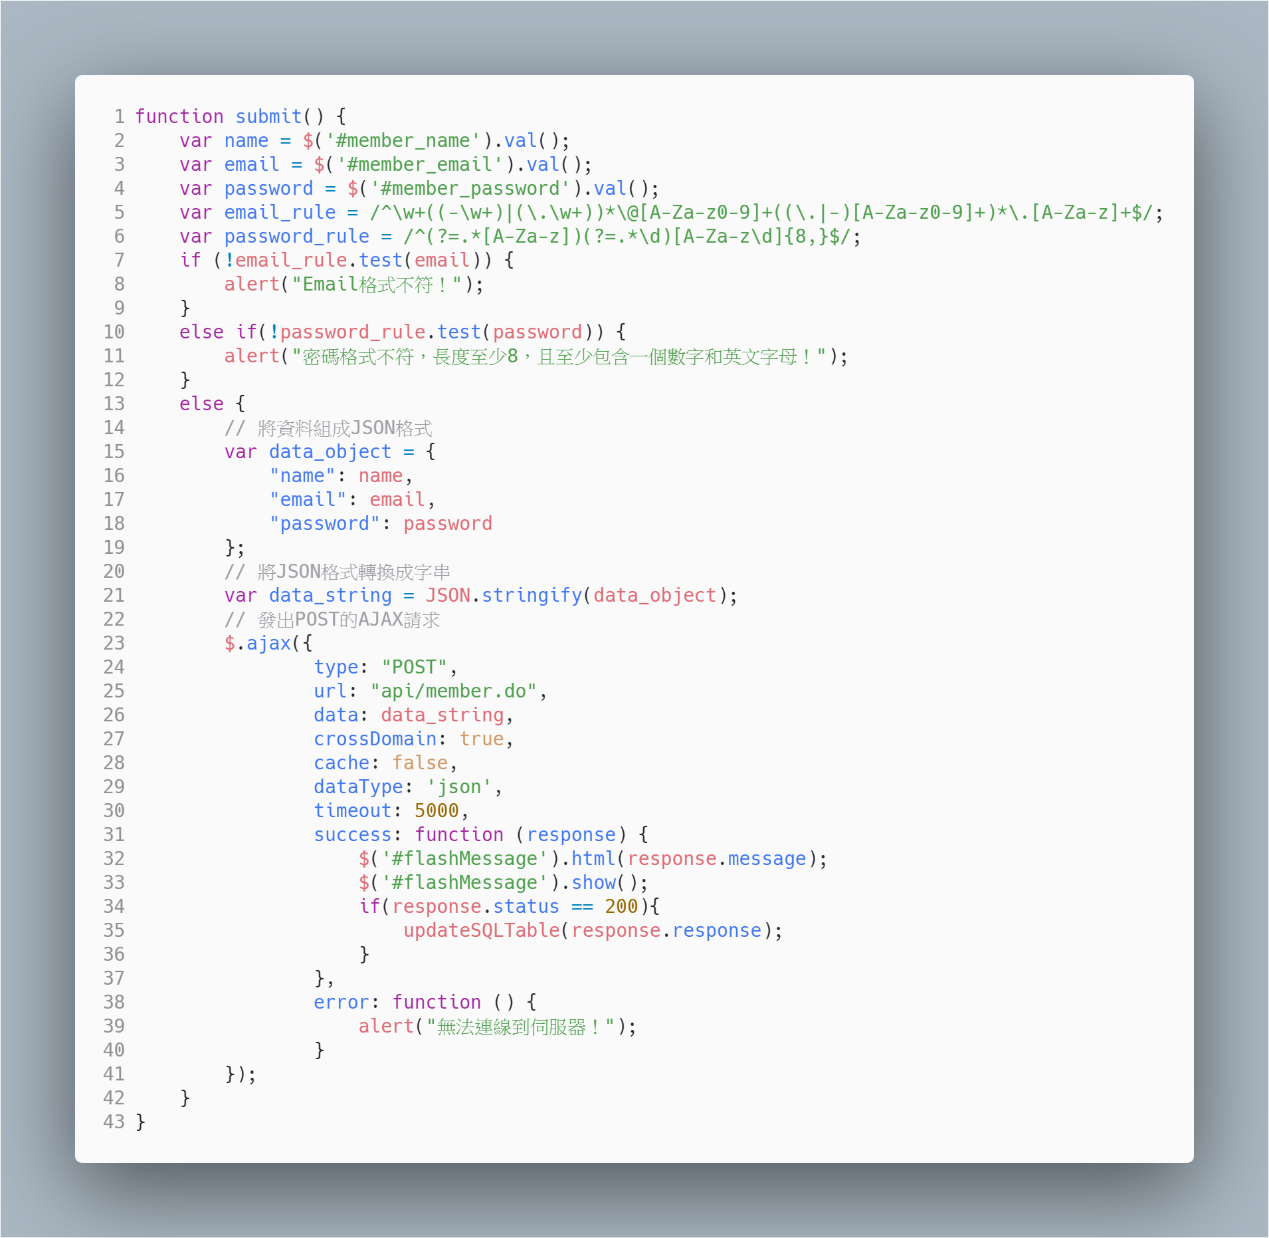 1 function submit() {
2     var name = $('#member_name').val();
3     var email = $('#member_email').val();
4     var password = $('#member_password').val();
5     var email_rule = /^\w+((-\w+)|(\.\w+))*\@[A-Za-z0-9]+((\.|-)[A-Za-z0-9]+)*\.[A-Za-z]+$/;
6     var password_rule = /^(?=.*[A-Za-z])(?=.*\d)[A-Za-z\d]{8,}$/;
7     if (!email_rule.test(email)) {
8         alert("Email格式不符！");
9     }
10     else if(!password_rule.test(password)) {
11         alert("密碼格式不符，長度至少8，且至少包含一個數字和英文字母！");
12     }
13     else {
14         // 將資料組成JSON格式
15         var data_object = {
16             "name": name,
17             "email": email,
18             "password": password
19         };
20         // 將JSON格式轉換成字串
21         var data_string = JSON.stringify(data_object);
22         // 發出POST的AJAX請求
23         $.ajax({
24                 type: "POST",
25                 url: "api/member.do",
26                 data: data_string,
27                 crossDomain: true,
28                 cache: false,
29                 dataType: 'json',
30                 timeout: 5000,
31                 success: function (response) {
32                     $('#flashMessage').html(response.message);
33                     $('#flashMessage').show();
34                     if(response.status == 200){
35                         updateSQLTable(response.response);
36                     }
37                 },
38                 error: function () {
39                     alert("無法連線到伺服器！");
40                 }
41         });
42     }
43 }